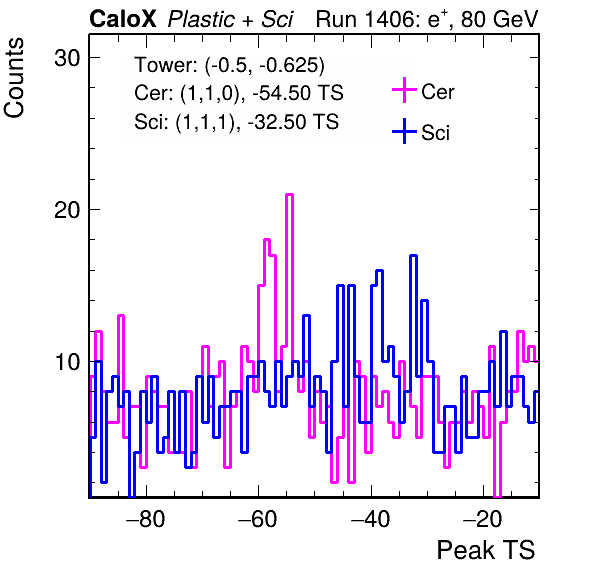 CaloX Plastic + Sci Run 1406: e+, 80 GeV
Counts
30
20
10
Tower: (-0.5, -0.625)
Cer: (1,1,0), -54.50 TS
Sci: (1,1,1), -32.50 TS
Cer
Sci
−80 −60 −40 −20
Peak TS